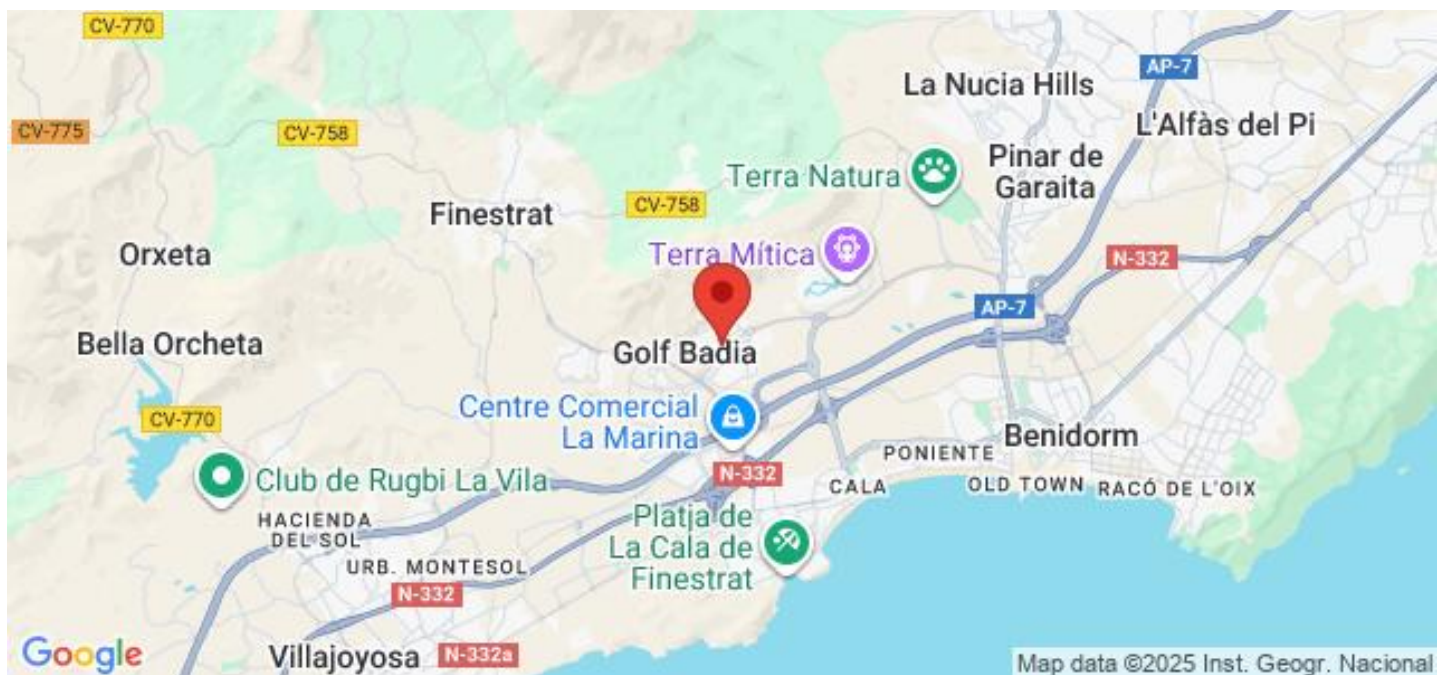 CV-770
AP-7
La Nucia Hills
L'Alfàs del Pi
CV-775
CV-758
Pinar de
Garaita
Terra Natura
CV-758
Finestrat
Orxeta
Terra Mítica
N-332
AP-7
Bella Orcheta
Golf Badia
CV-770
Centre Comercial
La Marina
Benidorm
PONIENTE
N-332
Club de Rugbi La Vila
CALA
OLD TOWN
RACÓ DE L'OIX
HACIENDA
DEL SOL
Platja de
La Cala de
Finestrat
URB. MONTESOL
N-332
Google
Villajoyosa
N-332a
Map data ©2025 Inst. Geogr. Nacional